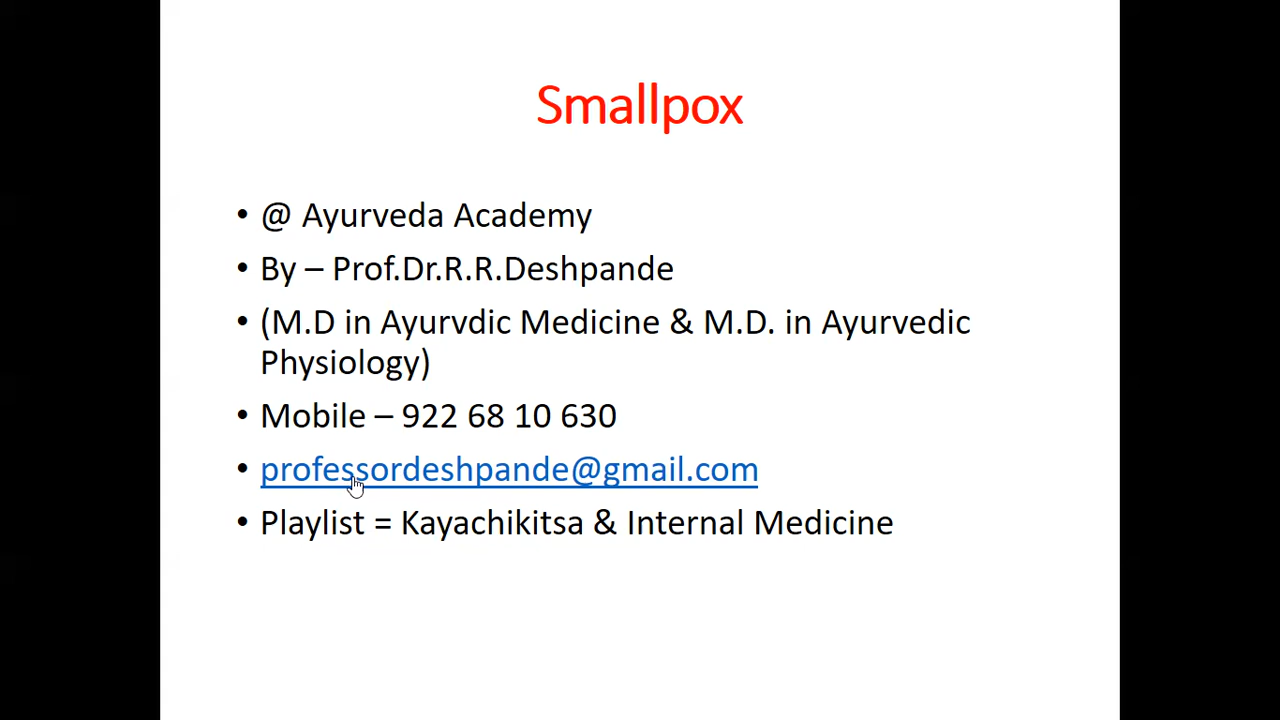 Smallpox
• @ Ayurveda Academy
• By – Prof.Dr.R.R.Deshpande
• (M.D in Ayurvdic Medicine & M.D. in Ayurvedic
Physiology)
• Mobile – 922 68 10 630
• professordeshpande@gmail.com
• Playlist = Kayachikitsa & Internal Medicine